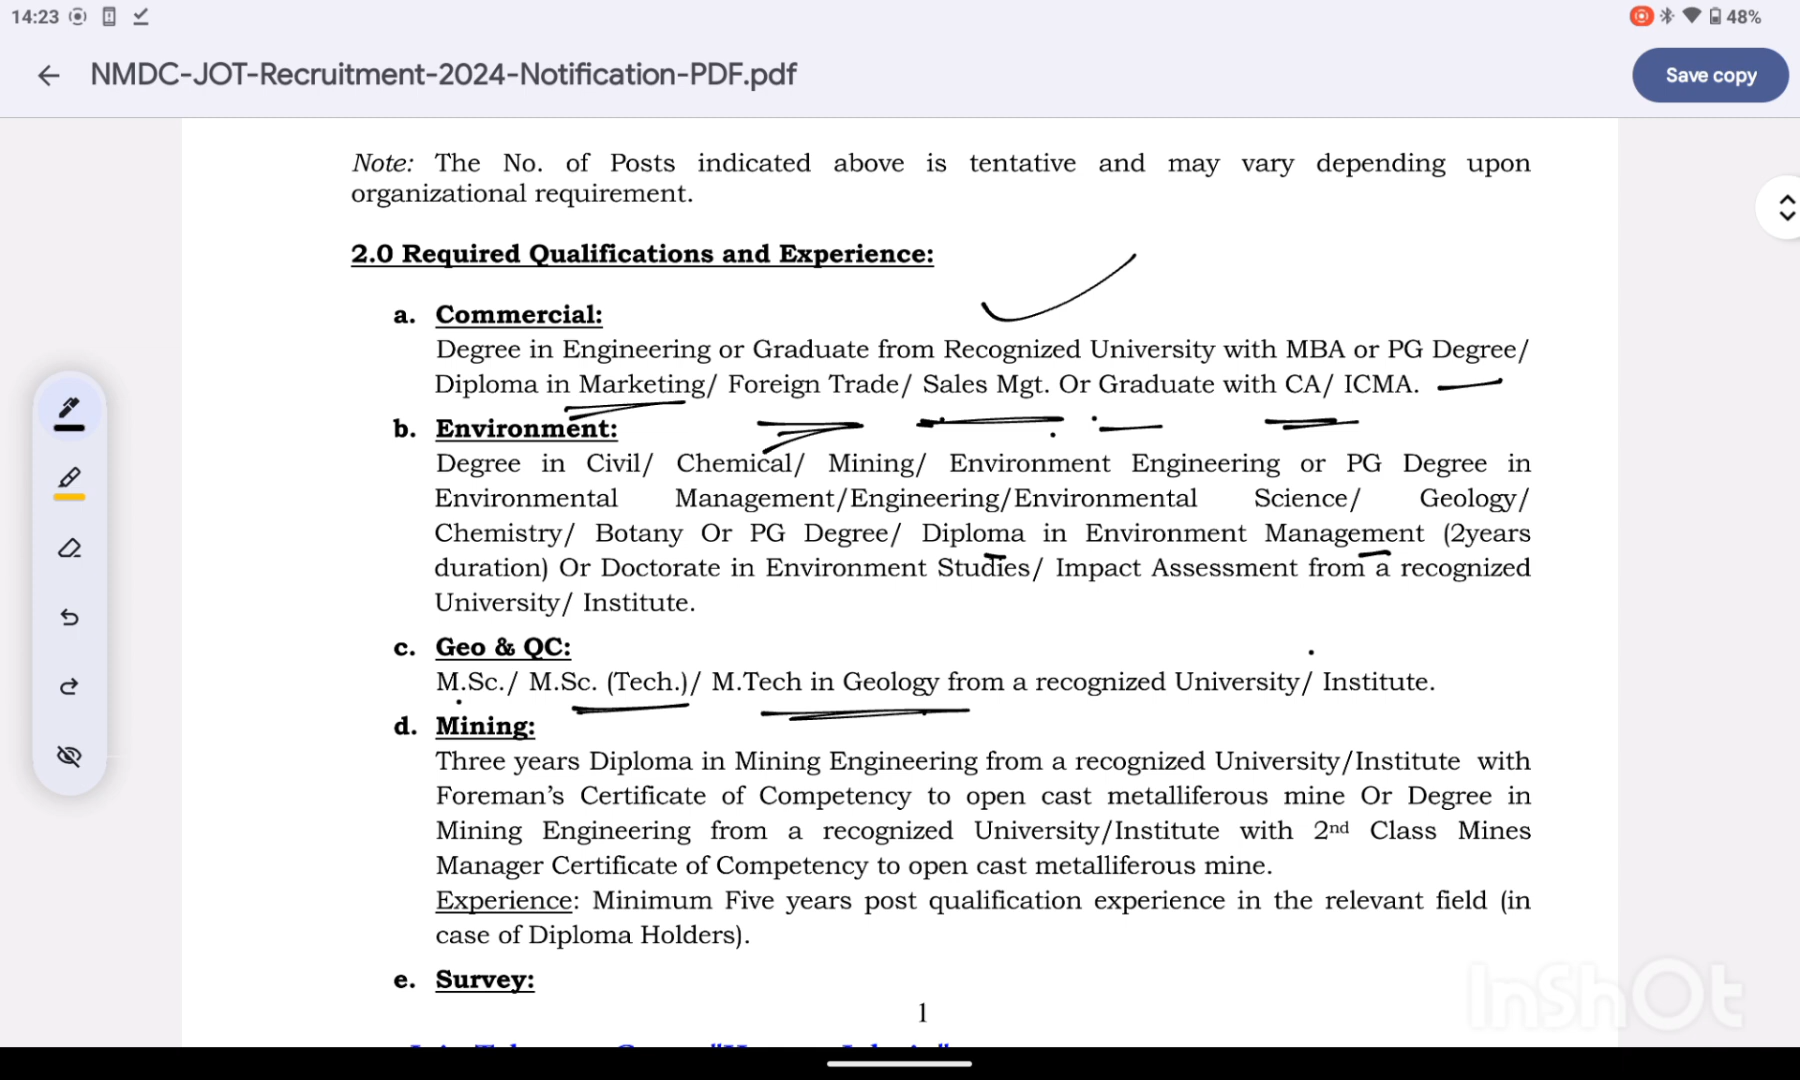 14:23
48%
NMDC-JOT-Recruitment-2024-Notification-PDF.pdf
Save copy
Note: The No. of Posts indicated above is tentative and may vary depending upon
organizational requirement.
2.0 Required Qualifications and Experience:
a. Commercial:
Degree in Engineering or Graduate from Recognized University with MBA or PG Degree/
Diploma in Marketing/ Foreign Trade/ Sales Mgt. Or Graduate with CA/ ICMA.
b. Environment:
Degree in Civil/ Chemical/ Mining/ Environment Engineering or PG Degree in
Environmental Management/Engineering/Environmental Science/ Geology/
Chemistry/ Botany Or PG Degree/ Diploma in Environment Management (2years
duration) Or Doctorate in Environment Studies/ Impact Assessment from a recognized
University/ Institute.
c. Geo & QC:
M.Sc./ M.Sc. (Tech.)/ M.Tech in Geology from a recognized University/ Institute.
d. Mining:
Three years Diploma in Mining Engineering from a recognized University/Institute with
Foreman's Certificate of Competency to open cast metalliferous mine Or Degree in
Mining Engineering from a recognized University/Institute with 2nd Class Mines
Manager Certificate of Competency to open cast metalliferous mine.
Experience: Minimum Five years post qualification experience in the relevant field (in
case of Diploma Holders).
e. Survey:
1
InShOt